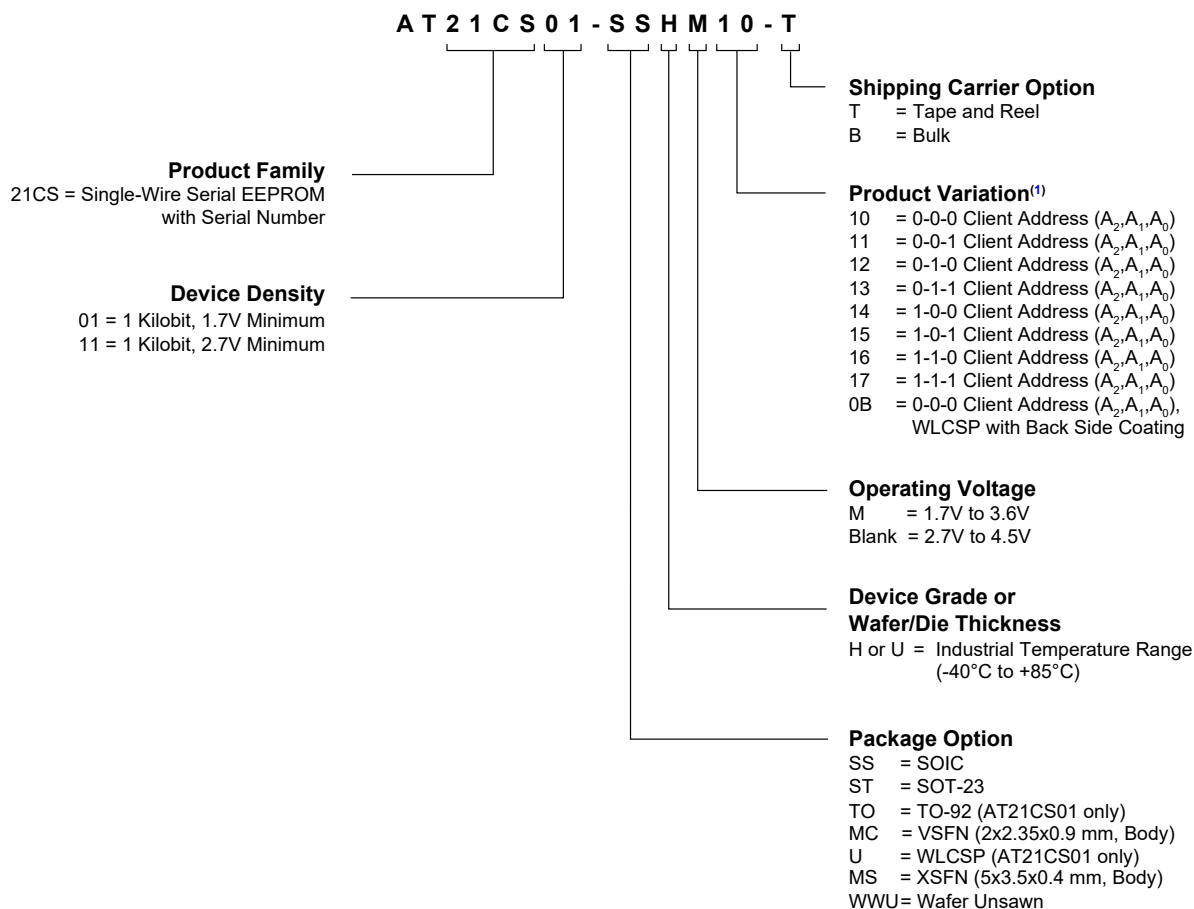 AT21CS01-SSHM10-T
Shipping Carrier Option
T = Tape and Reel
B = Bulk
Product Family
21CS = Single-Wire Serial EEPROM
with Serial Number
Device Density
01 = 1 Kilobit, 1.7V Minimum
11 = 1 Kilobit, 2.7V Minimum
Product Variation(1)
10 = 0-0-0 Client Address (A2,A1,A0)
11 = 0-0-1 Client Address (A2,A1,A0)
12 = 0-1-0 Client Address (A2,A1,A0)
13 = 0-1-1 Client Address (A2,A1,A0)
14 = 1-0-0 Client Address (A2,A1,A0)
15 = 1-0-1 Client Address (A2,A1,A0)
16 = 1-1-0 Client Address (A2,A1,A0)
17 = 1-1-1 Client Address (A2,A1,A0)
0B = 0-0-0 Client Address (A2,A1,A0),
WLCSP with Back Side Coating
Operating Voltage
M = 1.7V to 3.6V
Blank = 2.7V to 4.5V
Device Grade or
Wafer/Die Thickness
H or U = Industrial Temperature Range
(-40°C to +85°C)
Package Option
SS = SOIC
ST = SOT-23
TO = TO-92 (AT21CS01 only)
MC = VSFN (2x2.35x0.9 mm, Body)
U = WLCSP (AT21CS01 only)
MS = XSFN (5x3.5x0.4 mm, Body)
WWU= Wafer Unsawn